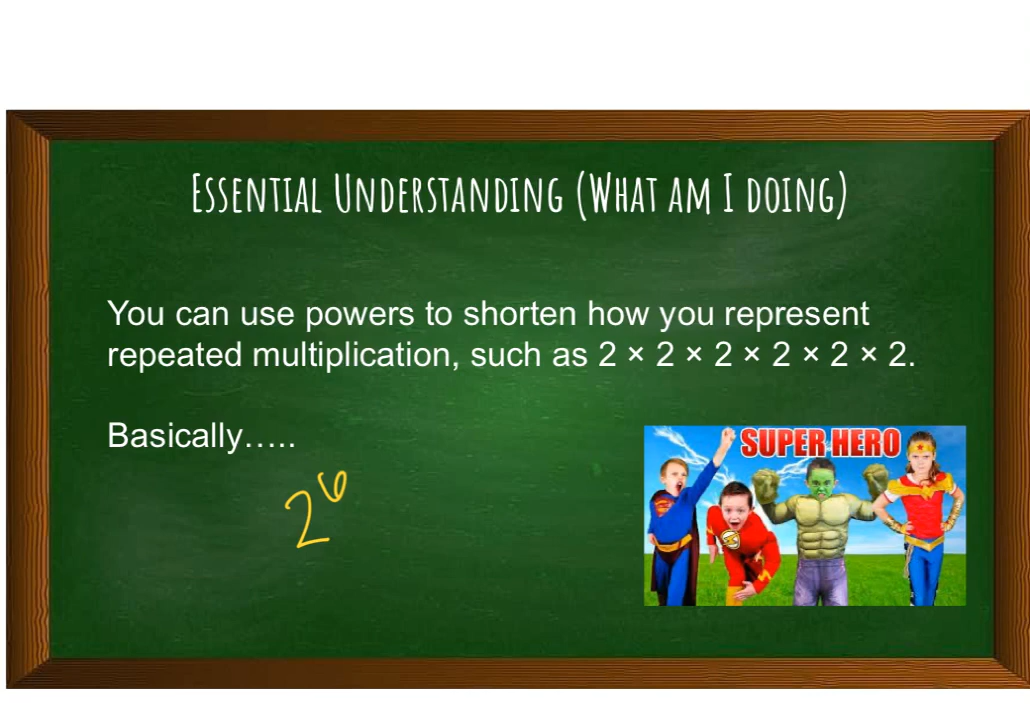 Essential Understanding (What am I doing)
You can use powers to shorten how you represent
repeated multiplication, such as 2 × 2 × 2 × 2 × 2 × 2.
Basically…..
2⁶
SUPER HERO